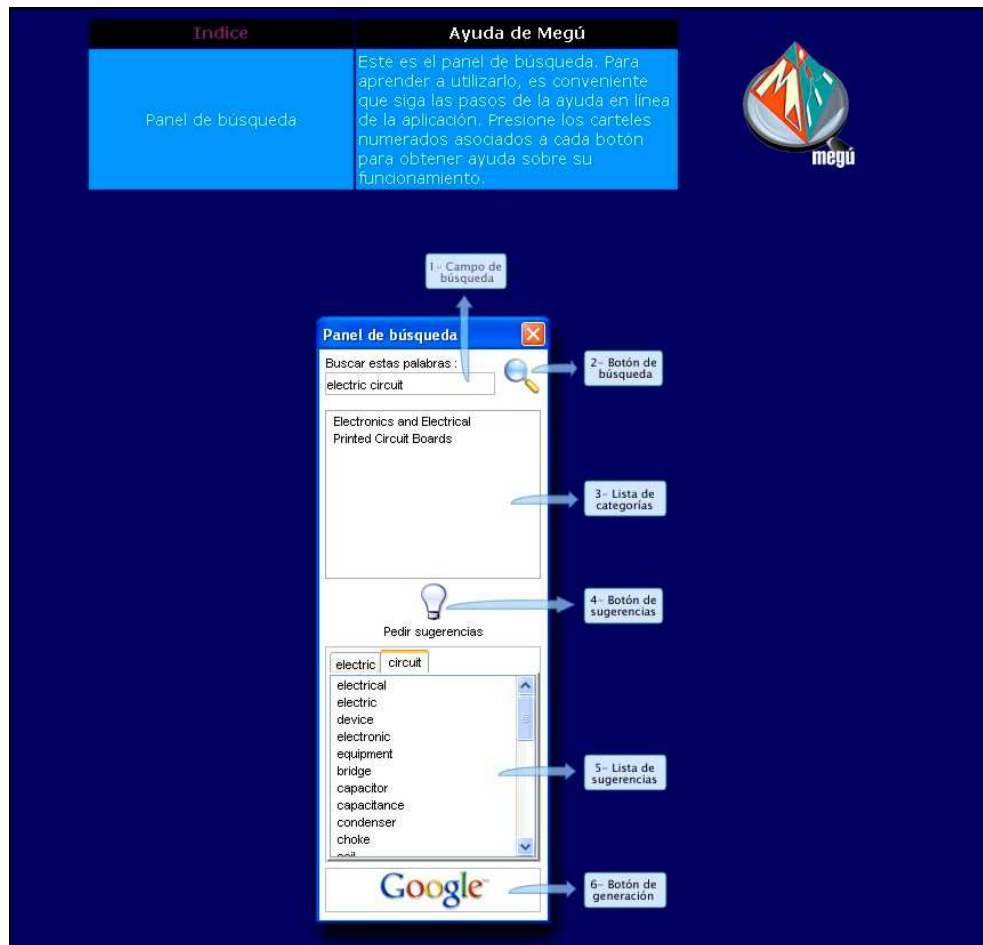 Indice
Ayuda de Megú
Panel de búsqueda
Este es el panel de búsqueda. Para
aprender a utilizarlo, es conveniente
que siga las pasos de la ayuda en línea
de la aplicación. Presione los carteles
numerados asociados a cada botón
para obtener ayuda sobre su
funcionamiento.
megú
1- Campo de
búsqueda
Panel de búsqueda
Buscar estas palabras :
electric circuit
2- Botón de
búsqueda
Electronics and Electrical
Printed Circuit Boards
3- Lista de
categorías
4- Botón de
sugerencias
Pedir sugerencias
electric circuit
electrical
electric
device
electronic
equipment
bridge
capacitor
capacitance
condenser
choke
5- Lista de
sugerencias
Google™
6- Botón de
generación